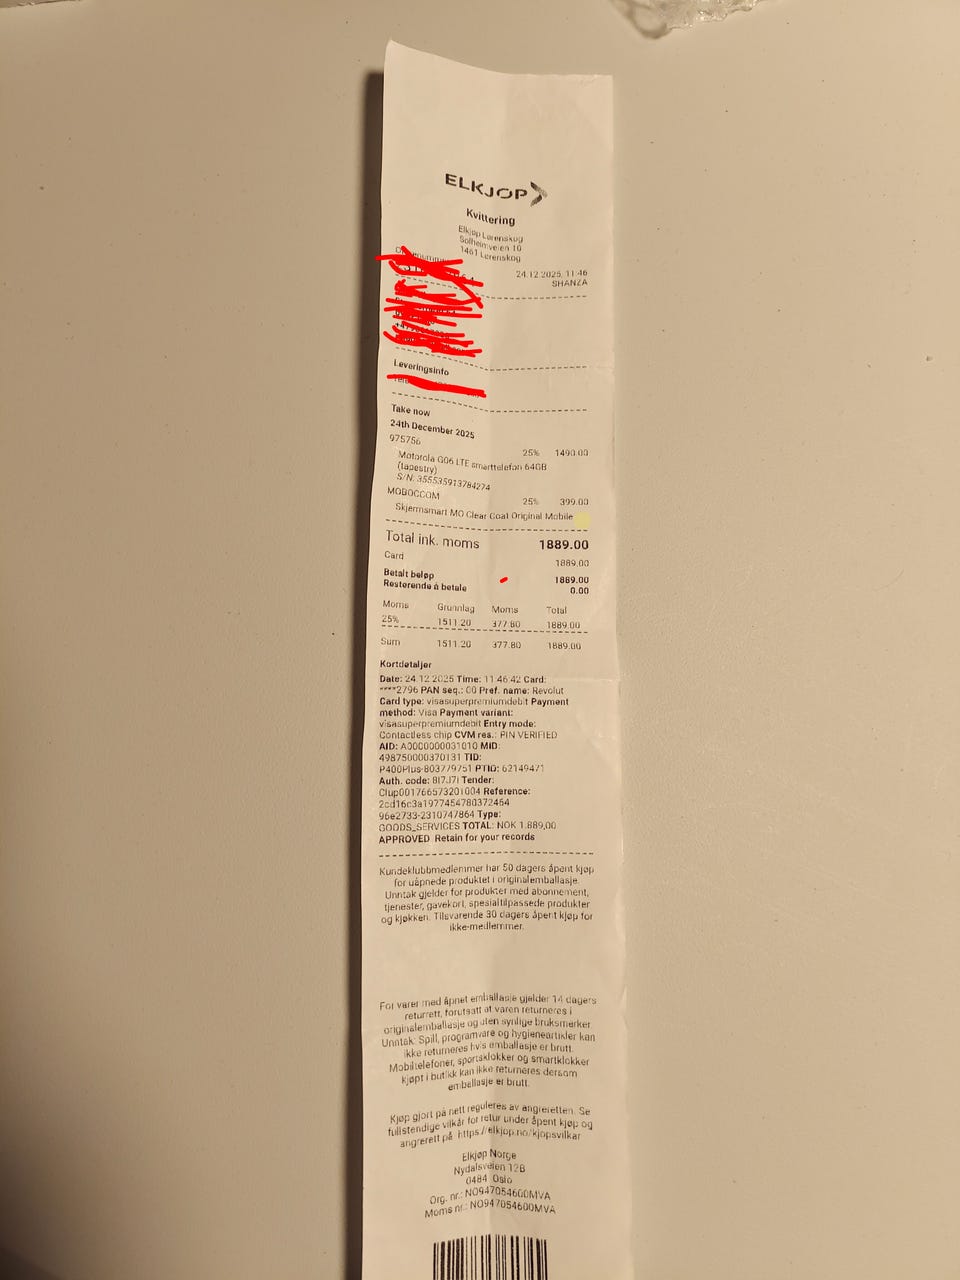 ELKJOP
Kvittering
Elkjøp Lørenskog
Solheimveien 10
1461 Lørenskog
24.12.2025, 11:46
SHANZA
Leveringsinfo
Take now
24th December 2025
975756
25% 1490.00
Motorola G06 LTE smarttelefon 64GB
(tapestry)
S/N: 355535913784274
MOBOCCOM
25% 399.00
Skjermsmart MO Clear Coat Original Mobile
Total ink. moms 1889.00
Card 1889.00
Betalt beløp 1889.00
Resterende å betale 0.00
Moms Grunnlag Moms Total
25% 1511.20 377.80 1889.00
Sum 1511.20 377.80 1889.00
Kortdetaljer
Date: 24.12.2025 Time: 11:46:42 Card:
****2796 PAN seq.: 00 Pref. name: Revolut
Card type: visasuperpremiumdebit Payment
method: Visa Payment variant:
visasuperpremiumdebit Entry mode:
Contactless chip CVM res.: PIN VERIFIED
AID: A0000000031010 MID:
498750000370131 TID:
P400Plus-803779751 PTID: 62149471
Auth. code: Tender:
Clup001766573201004 Reference:
2cd16c3a1977454780372464
96e2733-2310747864 Type:
GOODS_SERVICES TOTAL: NOK 1.889,00
APPROVED Retain for your records
Kundeklubbmedlemmer har 50 dagers åpent kjøp
for uåpnede produktet i originalemballasje.
Unntak gjelder for produkter med abonnement,
tjenester, gavekort, spesialtilpassede produkter
og kjøkken. Tilsvarende 30 dagers åpent kjøp for
ikke-medlemmer.
For varer med åpnet emballasje gjelder 14 dagers
returrett, forutsatt at varen returneres i
originalemballasje og uten synlige bruksmerker.
Unntak: Spill, programvare og hygieneartikler kan
ikke returneres hvis emballasje er brutt.
Mobiltelefoner, sportsklokker og smartklokker
kjøpt i butikk kan ikke returneres dersom
emballasje er brutt.
Kjøp gjort på nett reguleres av angreretten. Se
fullstendige vilkår for retur under åpent kjøp og
angrerett på https://elkjop.no/kjopsvilkar
Elkjøp Norge
Nydalsveien 12B
0484 Oslo
Org. nr.: NO947054600MVA
Moms nr.: NO947054600MVA